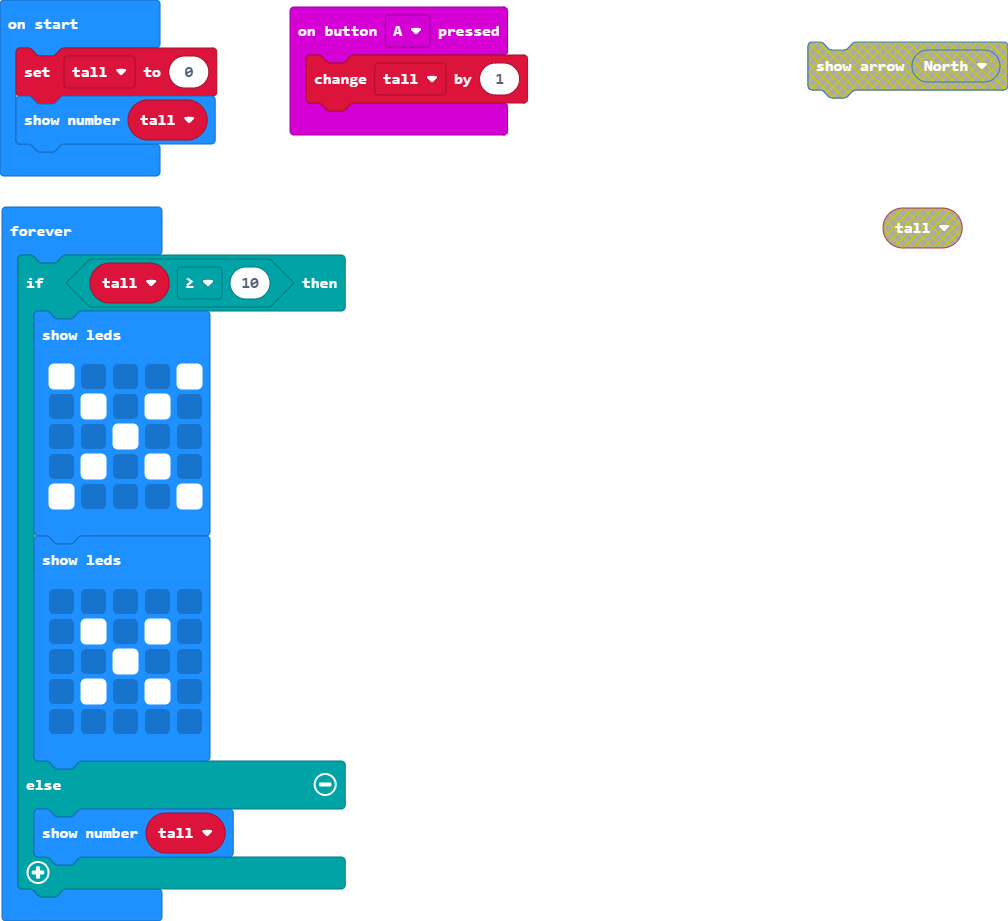 on start
set tall to 0
show number tall
on button A pressed
change tall by 1
show arrow North
tall
forever
if tall ≥ 10 then
show leds
show leds
else
show number tall